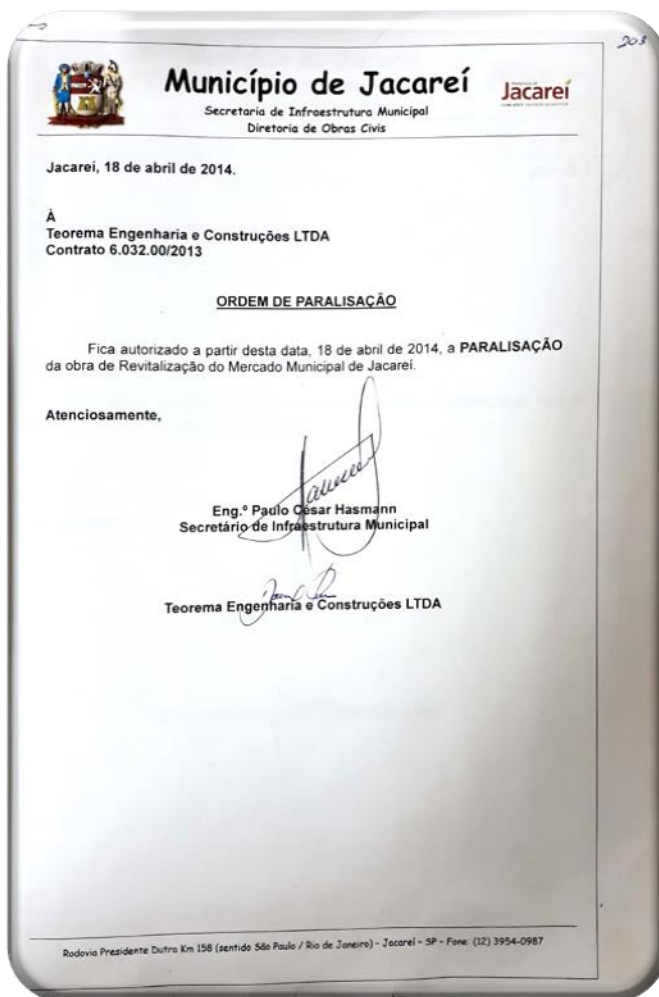 203
Município de Jacareí
Secretaria de Infraestrutura Municipal
Diretoria de Obras Civis
Jacareí
Jacareí, 18 de abril de 2014.
À
Teorema Engenharia e Construções LTDA
Contrato 6.032.00/2013
ORDEM DE PARALISAÇÃO
Fica autorizado a partir desta data, 18 de abril de 2014, a PARALISAÇÃO
da obra de Revitalização do Mercado Municipal de Jacareí.
Atenciosamente,
Eng.º Paulo César Hasmann
Secretário de Infraestrutura Municipal
Teorema Engenharia e Construções LTDA
Rodovia Presidente Dutra Km 158 (sentido São Paulo / Rio de Janeiro) - Jacareí - SP - Fone: (12) 3954-0987